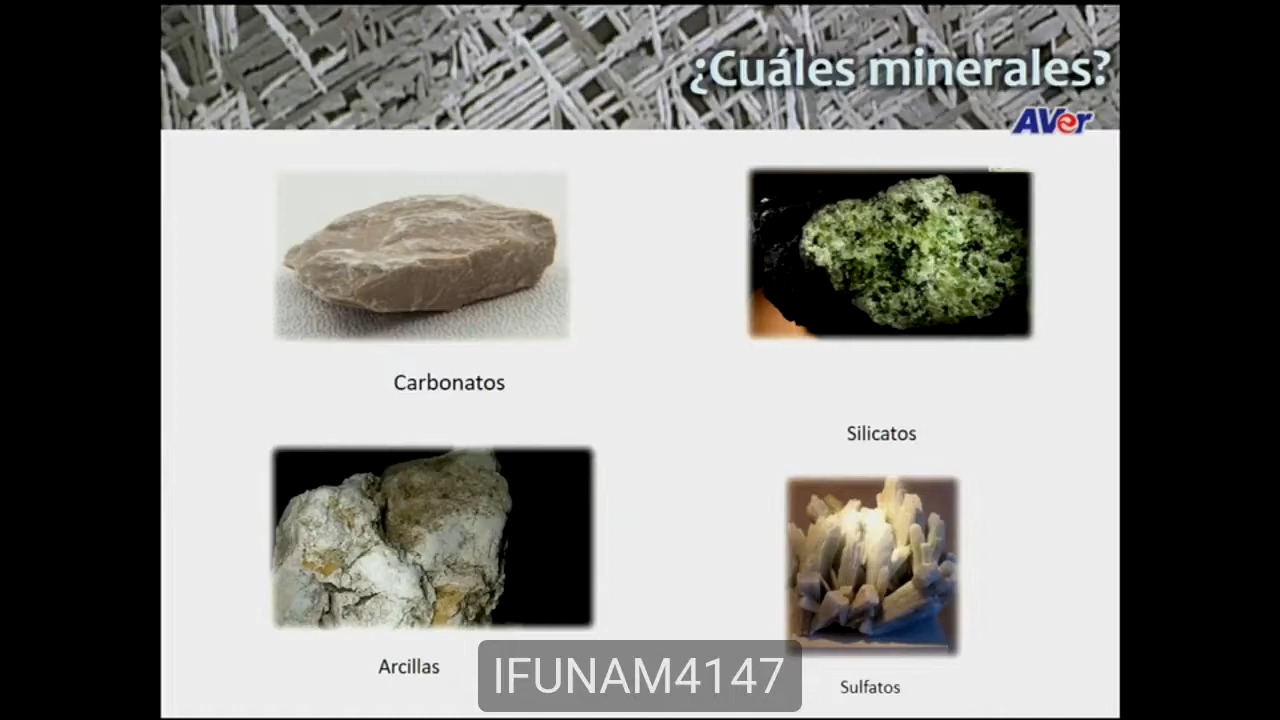 ¿Cuáles minerales?
AVer
Carbonatos
Silicatos
Arcillas
Sulfatos
IFUNAM4147